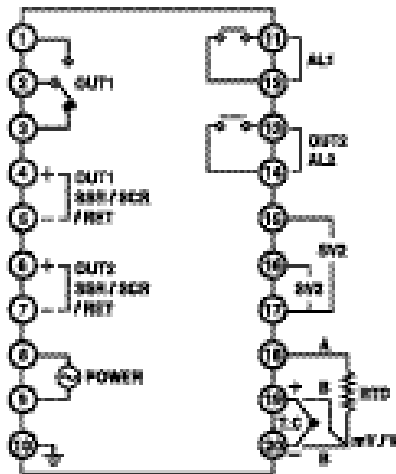 1
2
OUT1
3
4 +
OUT1
SSR / SCR
/ RET
5 -
6 +
OUT2
SSR / SCR
/ RET
7 -
8
POWER
9
10
11
AL1
12
13
OUT2
AL2
14
15
SV2
16
SV3
17
18
A
RTD
19
+
B
T.C
20
-
B